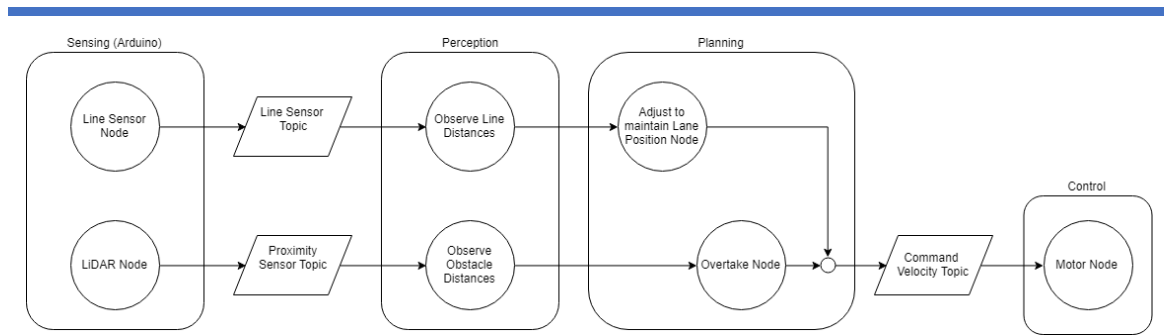 Sensing (Arduino)
Perception
Planning
Line Sensor
Node
Line Sensor
Topic
Observe Line
Distances
Adjust to
maintain Lane
Position Node
Control
LiDAR Node
Proximity
Sensor Topic
Observe
Obstacle
Distances
Overtake Node
Command
Velocity Topic
Motor Node